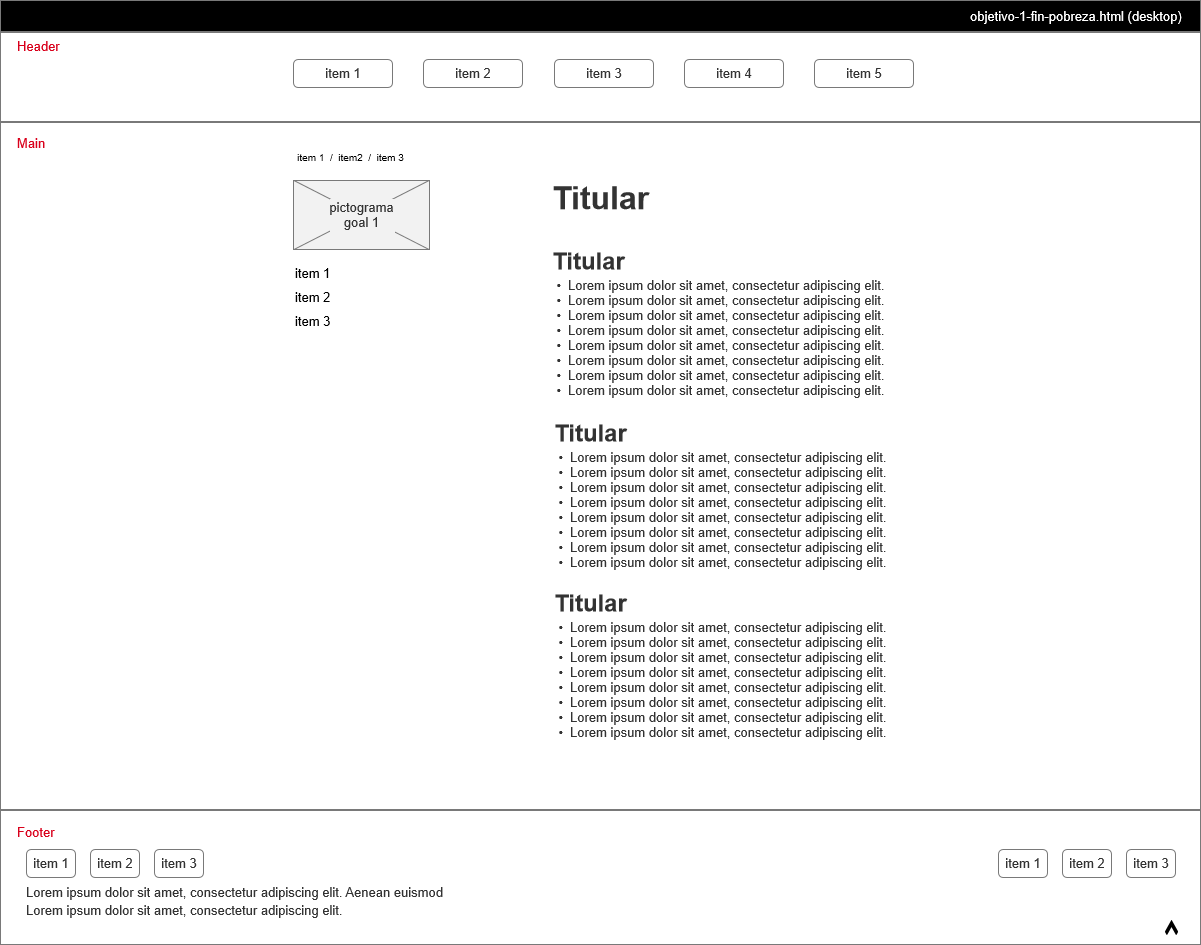 objetivo-1-fin-pobreza.html (desktop)
Header
item 1 item 2 item 3 item 4 item 5
Main
item 1 / item2 / item 3
pictograma
goal 1
item 1
item 2
item 3
Titular
Titular
• Lorem ipsum dolor sit amet, consectetur adipiscing elit.
• Lorem ipsum dolor sit amet, consectetur adipiscing elit.
• Lorem ipsum dolor sit amet, consectetur adipiscing elit.
• Lorem ipsum dolor sit amet, consectetur adipiscing elit.
• Lorem ipsum dolor sit amet, consectetur adipiscing elit.
• Lorem ipsum dolor sit amet, consectetur adipiscing elit.
• Lorem ipsum dolor sit amet, consectetur adipiscing elit.
• Lorem ipsum dolor sit amet, consectetur adipiscing elit.
Titular
• Lorem ipsum dolor sit amet, consectetur adipiscing elit.
• Lorem ipsum dolor sit amet, consectetur adipiscing elit.
• Lorem ipsum dolor sit amet, consectetur adipiscing elit.
• Lorem ipsum dolor sit amet, consectetur adipiscing elit.
• Lorem ipsum dolor sit amet, consectetur adipiscing elit.
• Lorem ipsum dolor sit amet, consectetur adipiscing elit.
• Lorem ipsum dolor sit amet, consectetur adipiscing elit.
• Lorem ipsum dolor sit amet, consectetur adipiscing elit.
Titular
• Lorem ipsum dolor sit amet, consectetur adipiscing elit.
• Lorem ipsum dolor sit amet, consectetur adipiscing elit.
• Lorem ipsum dolor sit amet, consectetur adipiscing elit.
• Lorem ipsum dolor sit amet, consectetur adipiscing elit.
• Lorem ipsum dolor sit amet, consectetur adipiscing elit.
• Lorem ipsum dolor sit amet, consectetur adipiscing elit.
• Lorem ipsum dolor sit amet, consectetur adipiscing elit.
• Lorem ipsum dolor sit amet, consectetur adipiscing elit.
Footer
item 1 item 2 item 3 item 1 item 2 item 3
Lorem ipsum dolor sit amet, consectetur adipiscing elit. Aenean euismod
Lorem ipsum dolor sit amet, consectetur adipiscing elit.